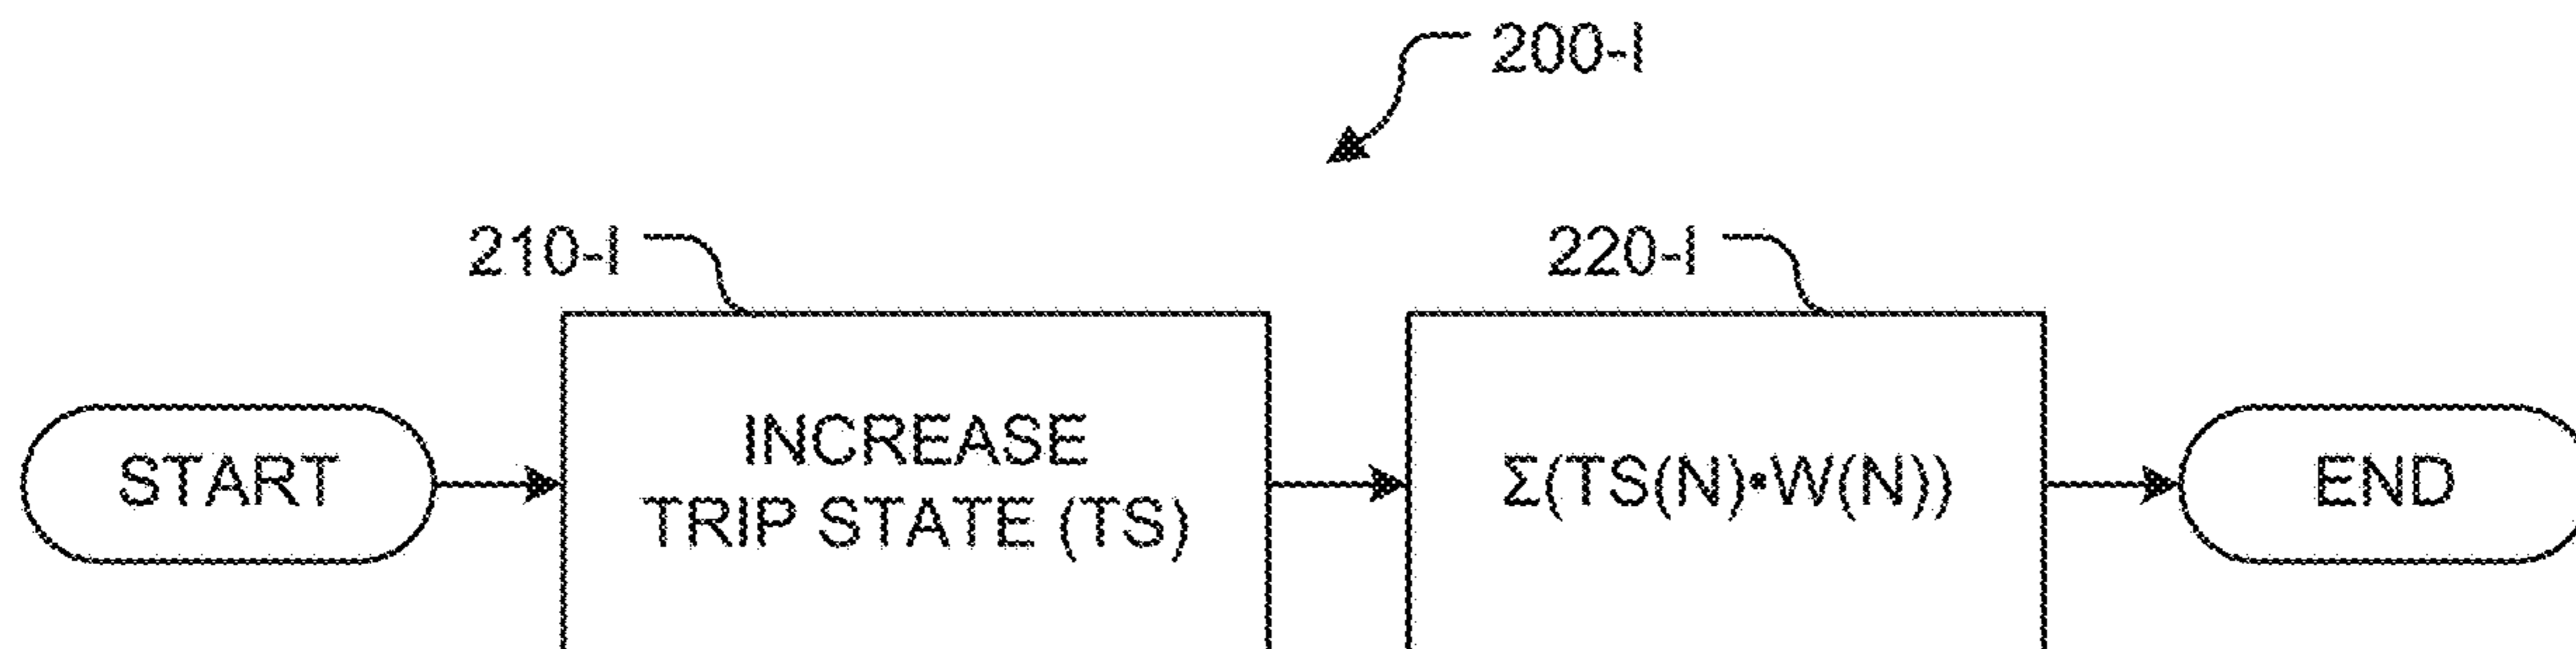 200-I
210-I
220-I
START
INCREASE
TRIP STATE (TS)
Σ(TS(N)•W(N))
END